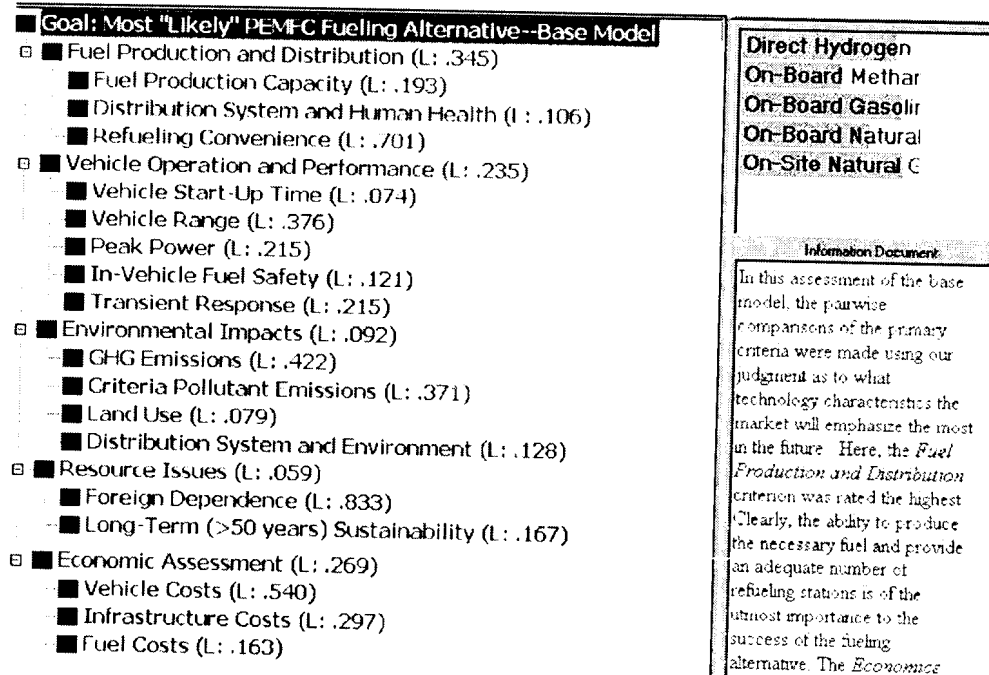 Goal: Most "Likely" PEMFC Fueling Alternative--Base Model
Fuel Production and Distribution (L: .345)
Fuel Production Capacity (L: .193)
Distribution System and Human Health (L: .106)
Refueling Convenience (L: .701)
Vehicle Operation and Performance (L: .235)
Vehicle Start-Up Time (L: .074)
Vehicle Range (L: .376)
Peak Power (L: .215)
In-Vehicle Fuel Safety (L: .121)
Transient Response (L: .215)
Environmental Impacts (L: .092)
GHG Emissions (L: .422)
Criteria Pollutant Emissions (L: .371)
Land Use (L: .079)
Distribution System and Environment (L: .128)
Resource Issues (L: .059)
Foreign Dependence (L: .833)
Long-Term (>50 years) Sustainability (L: .167)
Economic Assessment (L: .269)
Vehicle Costs (L: .540)
Infrastructure Costs (L: .297)
Fuel Costs (L: .163)
Direct Hydrogen
On-Board Methar
On-Board Gasolir
On-Board Natural
On-Site Natural G
Information Document
In this assessment of the base
model, the pairwise
comparisons of the primary
criteria were made using our
judgment as to what
technology characteristics the
market will emphasize the most
in the future Here, the Fuel
Production and Distribution
criterion was rated the highest
Clearly, the ability to produce
the necessary fuel and provide
an adequate number of
refueling stations is of the
utmost importance to the
success of the fueling
alternative. The Economics